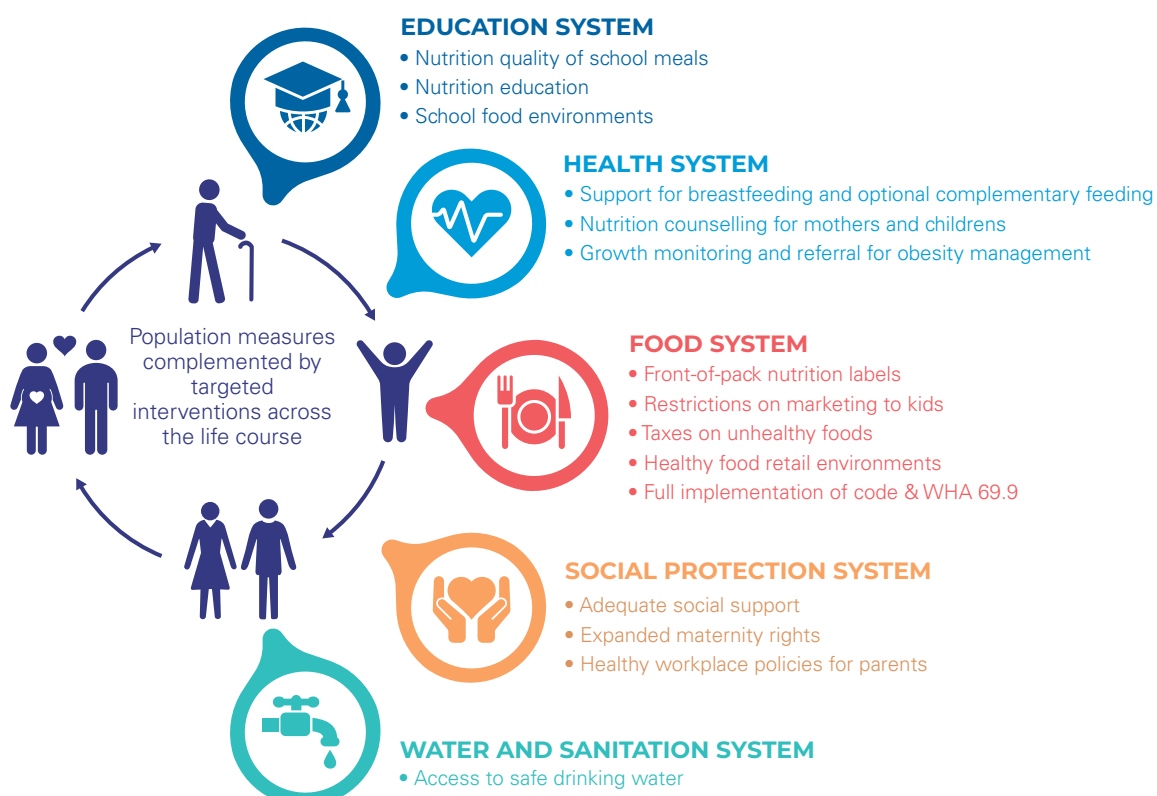 EDUCATION SYSTEM
• Nutrition quality of school meals
• Nutrition education
• School food environments
HEALTH SYSTEM
• Support for breastfeeding and optional complementary feeding
• Nutrition counselling for mothers and childrens
• Growth monitoring and referral for obesity management
Population measures
complemented by
targeted
interventions across
the life course
FOOD SYSTEM
• Front-of-pack nutrition labels
• Restrictions on marketing to kids
• Taxes on unhealthy foods
• Healthy food retail environments
• Full implementation of code & WHA 69.9
SOCIAL PROTECTION SYSTEM
• Adequate social support
• Expanded maternity rights
• Healthy workplace policies for parents
WATER AND SANITATION SYSTEM
• Access to safe drinking water